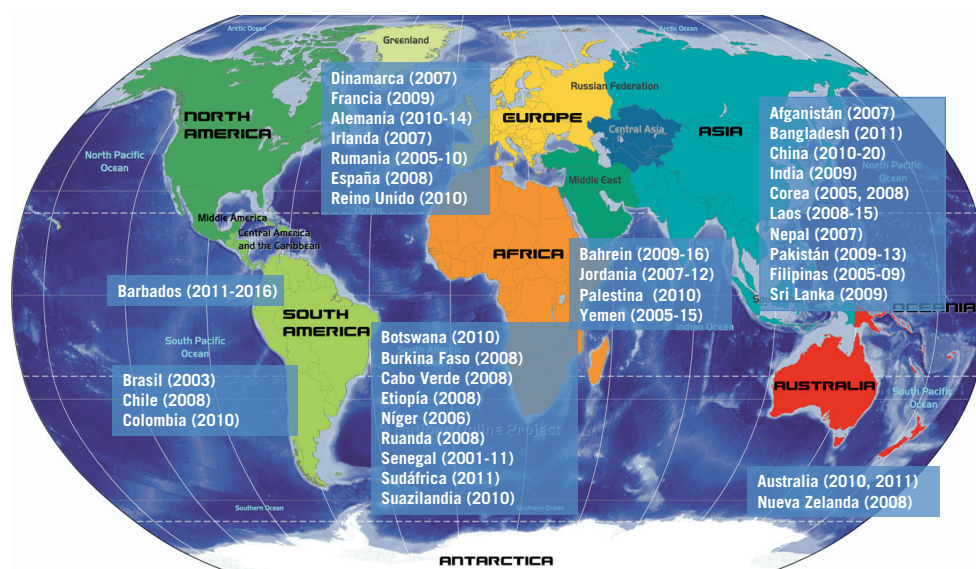 Arctic Ocean
Arctic Ocean
Greenland
NORTH
AMERICA
North Pacific
Ocean
Middle America
Central America
and the Caribbean
Dinamarca (2007)
Francia (2009)
Alemania (2010-14)
Irlanda (2007)
Rumania (2005-10)
España (2008)
Reino Unido (2010)
Ocean
EUROPE
Russian Federation
Central Asia
ASIA
Middle East
Afganistán (2007)
Bangladesh (2011)
China (2010-20)
India (2009)
Corea (2005, 2008)
Laos (2008-15)
Nepal (2007)
Pakistán (2009-13)
Filipinas (2005-09)
Sri Lanka (2009)
North Pacific
Ocean
AFRICA
Bahrein (2009-16)
Jordania (2007-12)
Palestina (2010)
Yemen (2005-15)
Indian Ocean
OCEANIA
Barbados (2011-2016)
SOUTH
AMERICA
South Pacific
Ocean
Brasil (2003)
Chile (2008)
Colombia (2010)
Botswana (2010)
Burkina Faso (2008)
Cabo Verde (2008)
Etiopía (2008)
Níger (2006)
Ruanda (2008)
Senegal (2001-11)
Sudáfrica (2011)
Suazilandia (2010)
AUSTRALIA
South Pacific
Ocean
Australia (2010, 2011)
Nueva Zelanda (2008)
Southern Ocean
Southern Ocean
ANTARCTICA